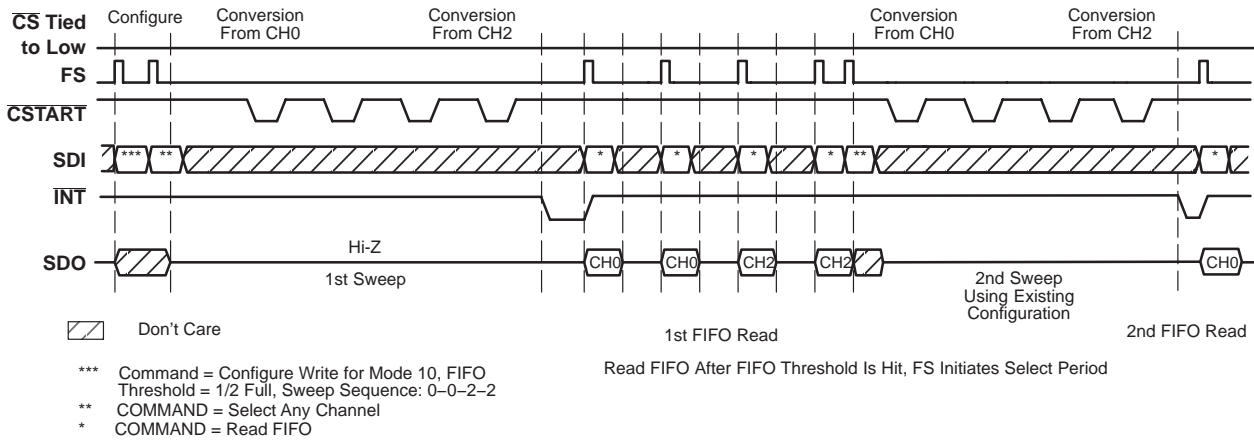 CS Tied
to Low
Configure
Conversion
From CH0
Conversion
From CH2
Conversion
From CH0
Conversion
From CH2
FS
CSTART
SDI
*** ** * * * * ** *
INT
SDO
Hi-Z
1st Sweep
CH0 CH0 CH2 CH2 CH0
2nd Sweep
Using Existing
Configuration
Don't Care
1st FIFO Read
2nd FIFO Read
*** Command = Configure Write for Mode 10, FIFO
Threshold = 1/2 Full, Sweep Sequence: 0–0–2–2
** COMMAND = Select Any Channel
* COMMAND = Read FIFO
Read FIFO After FIFO Threshold Is Hit, FS Initiates Select Period